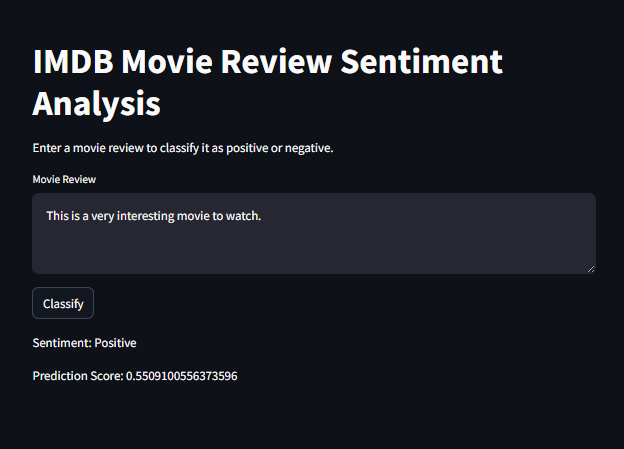 IMDB Movie Review Sentiment
Analysis
Enter a movie review to classify it as positive or negative.
Movie Review
This is a very interesting movie to watch.
Classify
Sentiment: Positive
Prediction Score: 0.5509100556373596